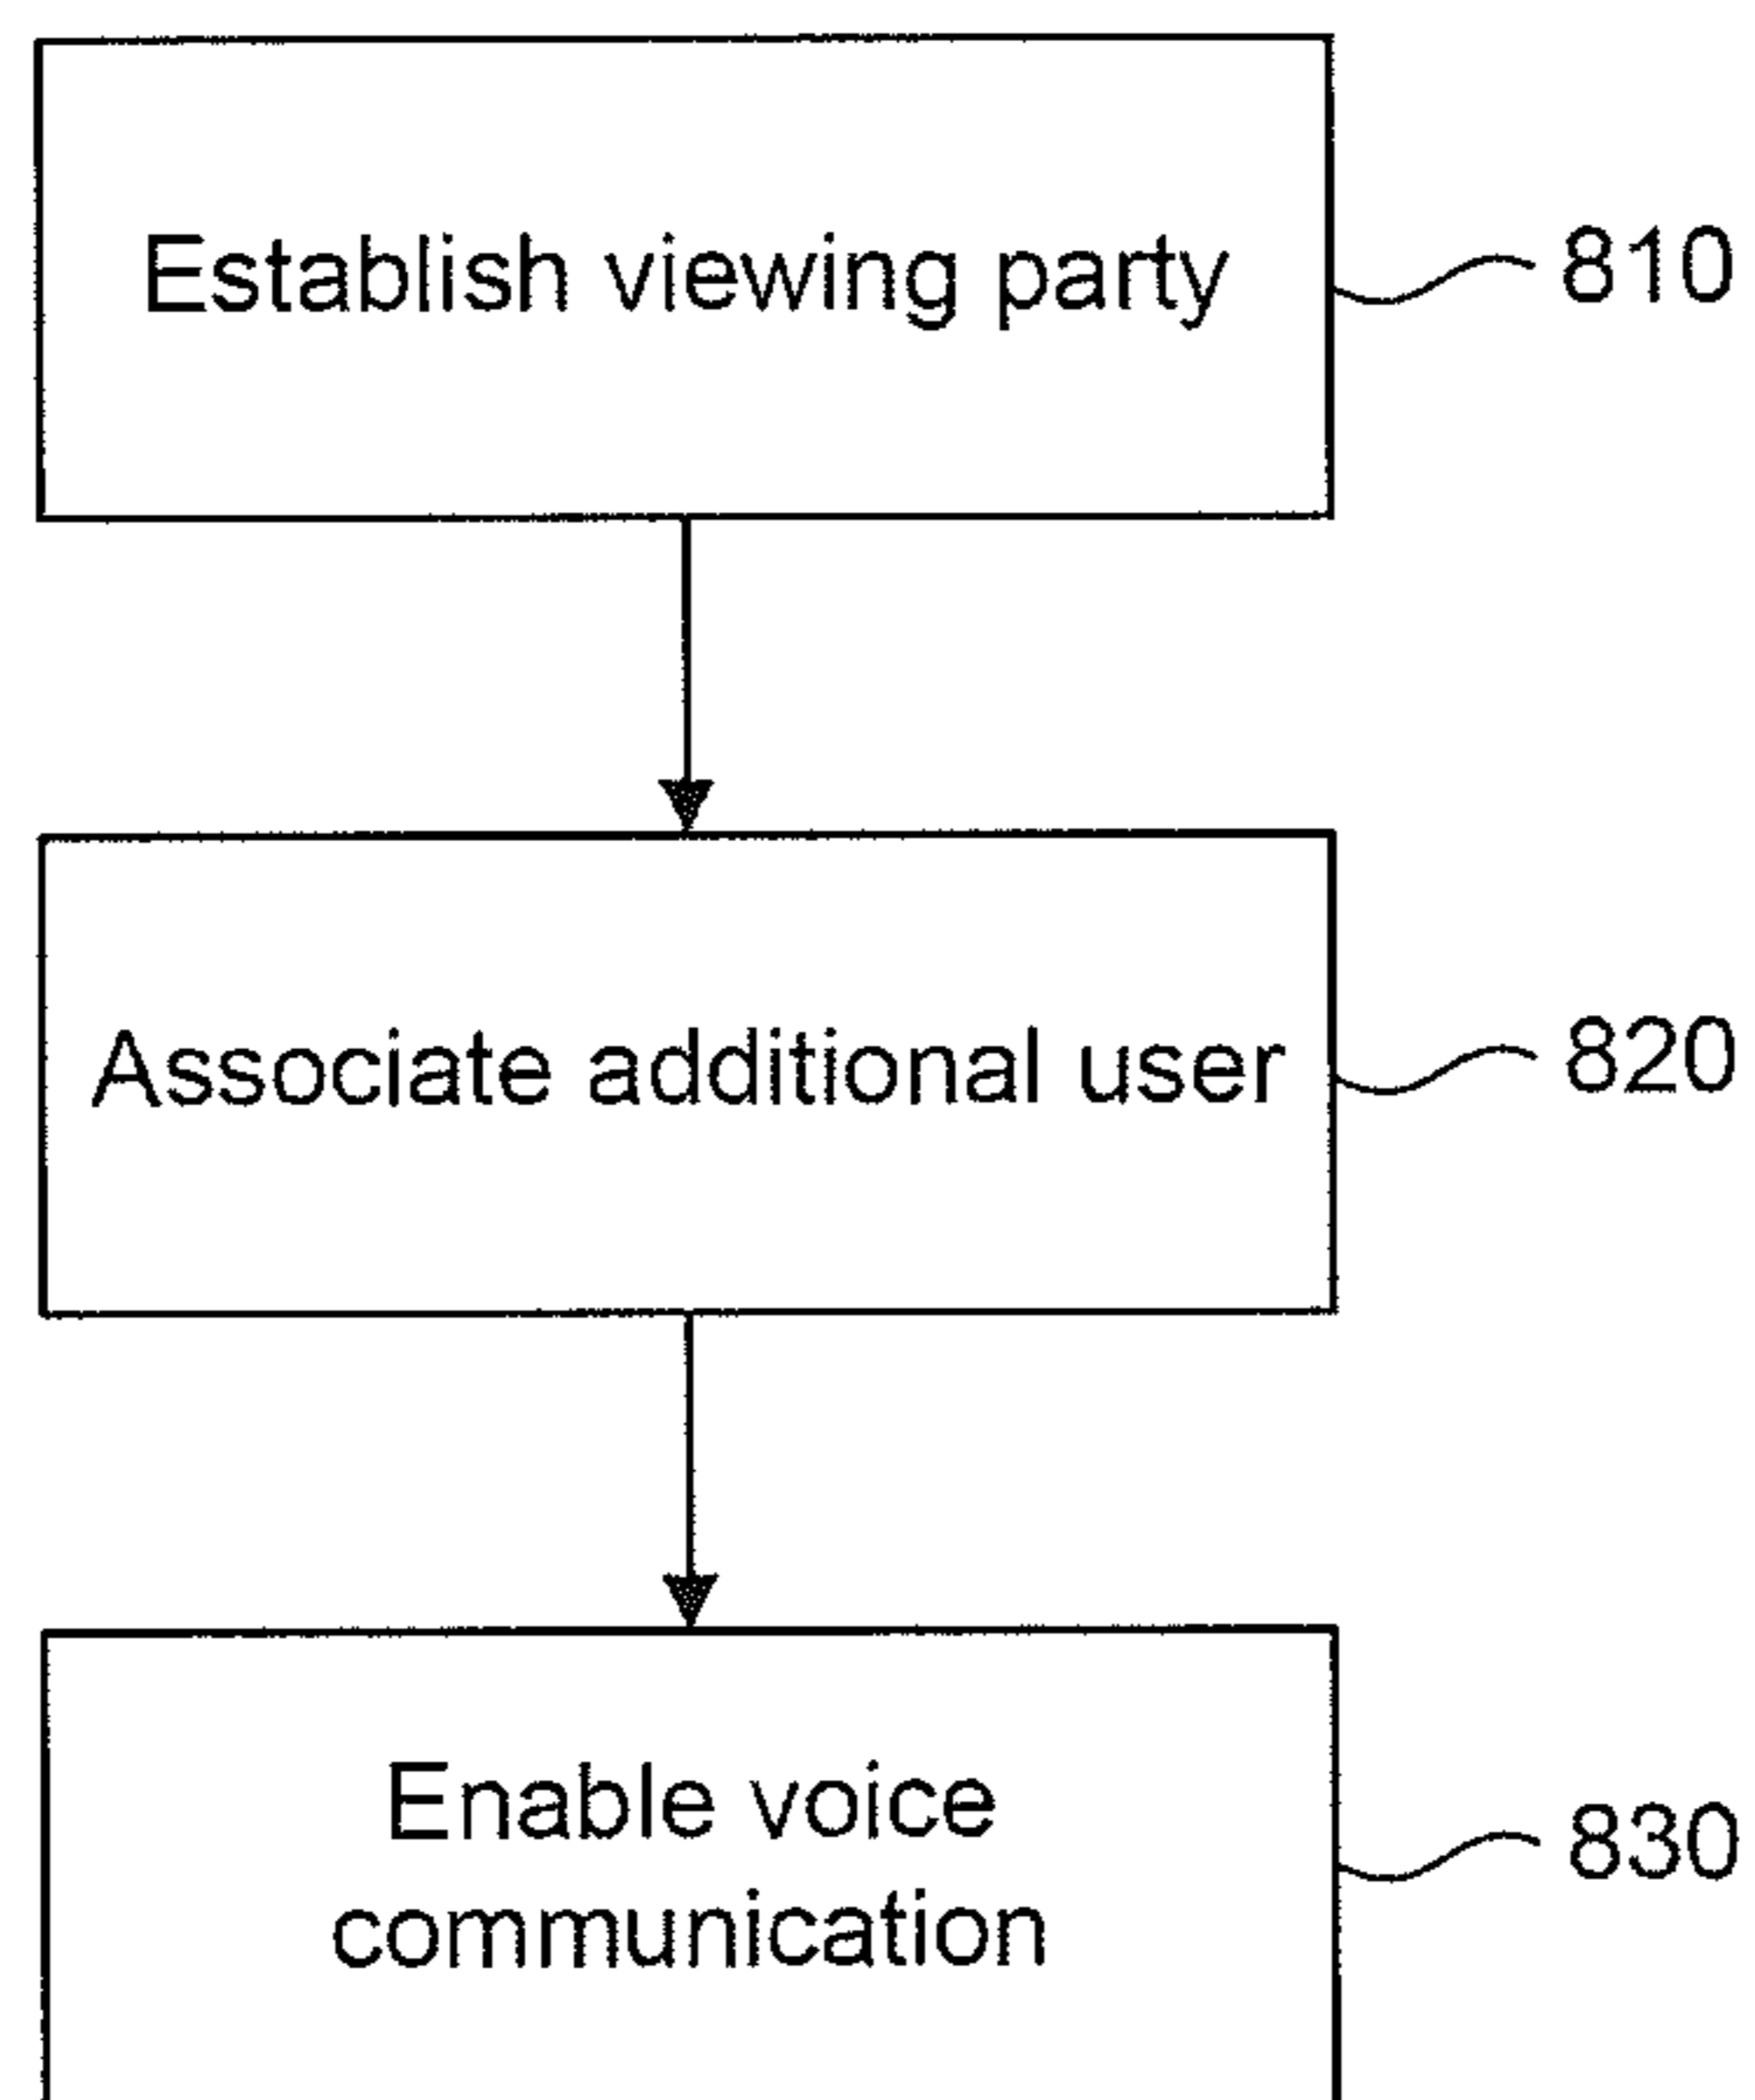 Establish viewing party
810
Associate additional user
820
Enable voice
communication
830